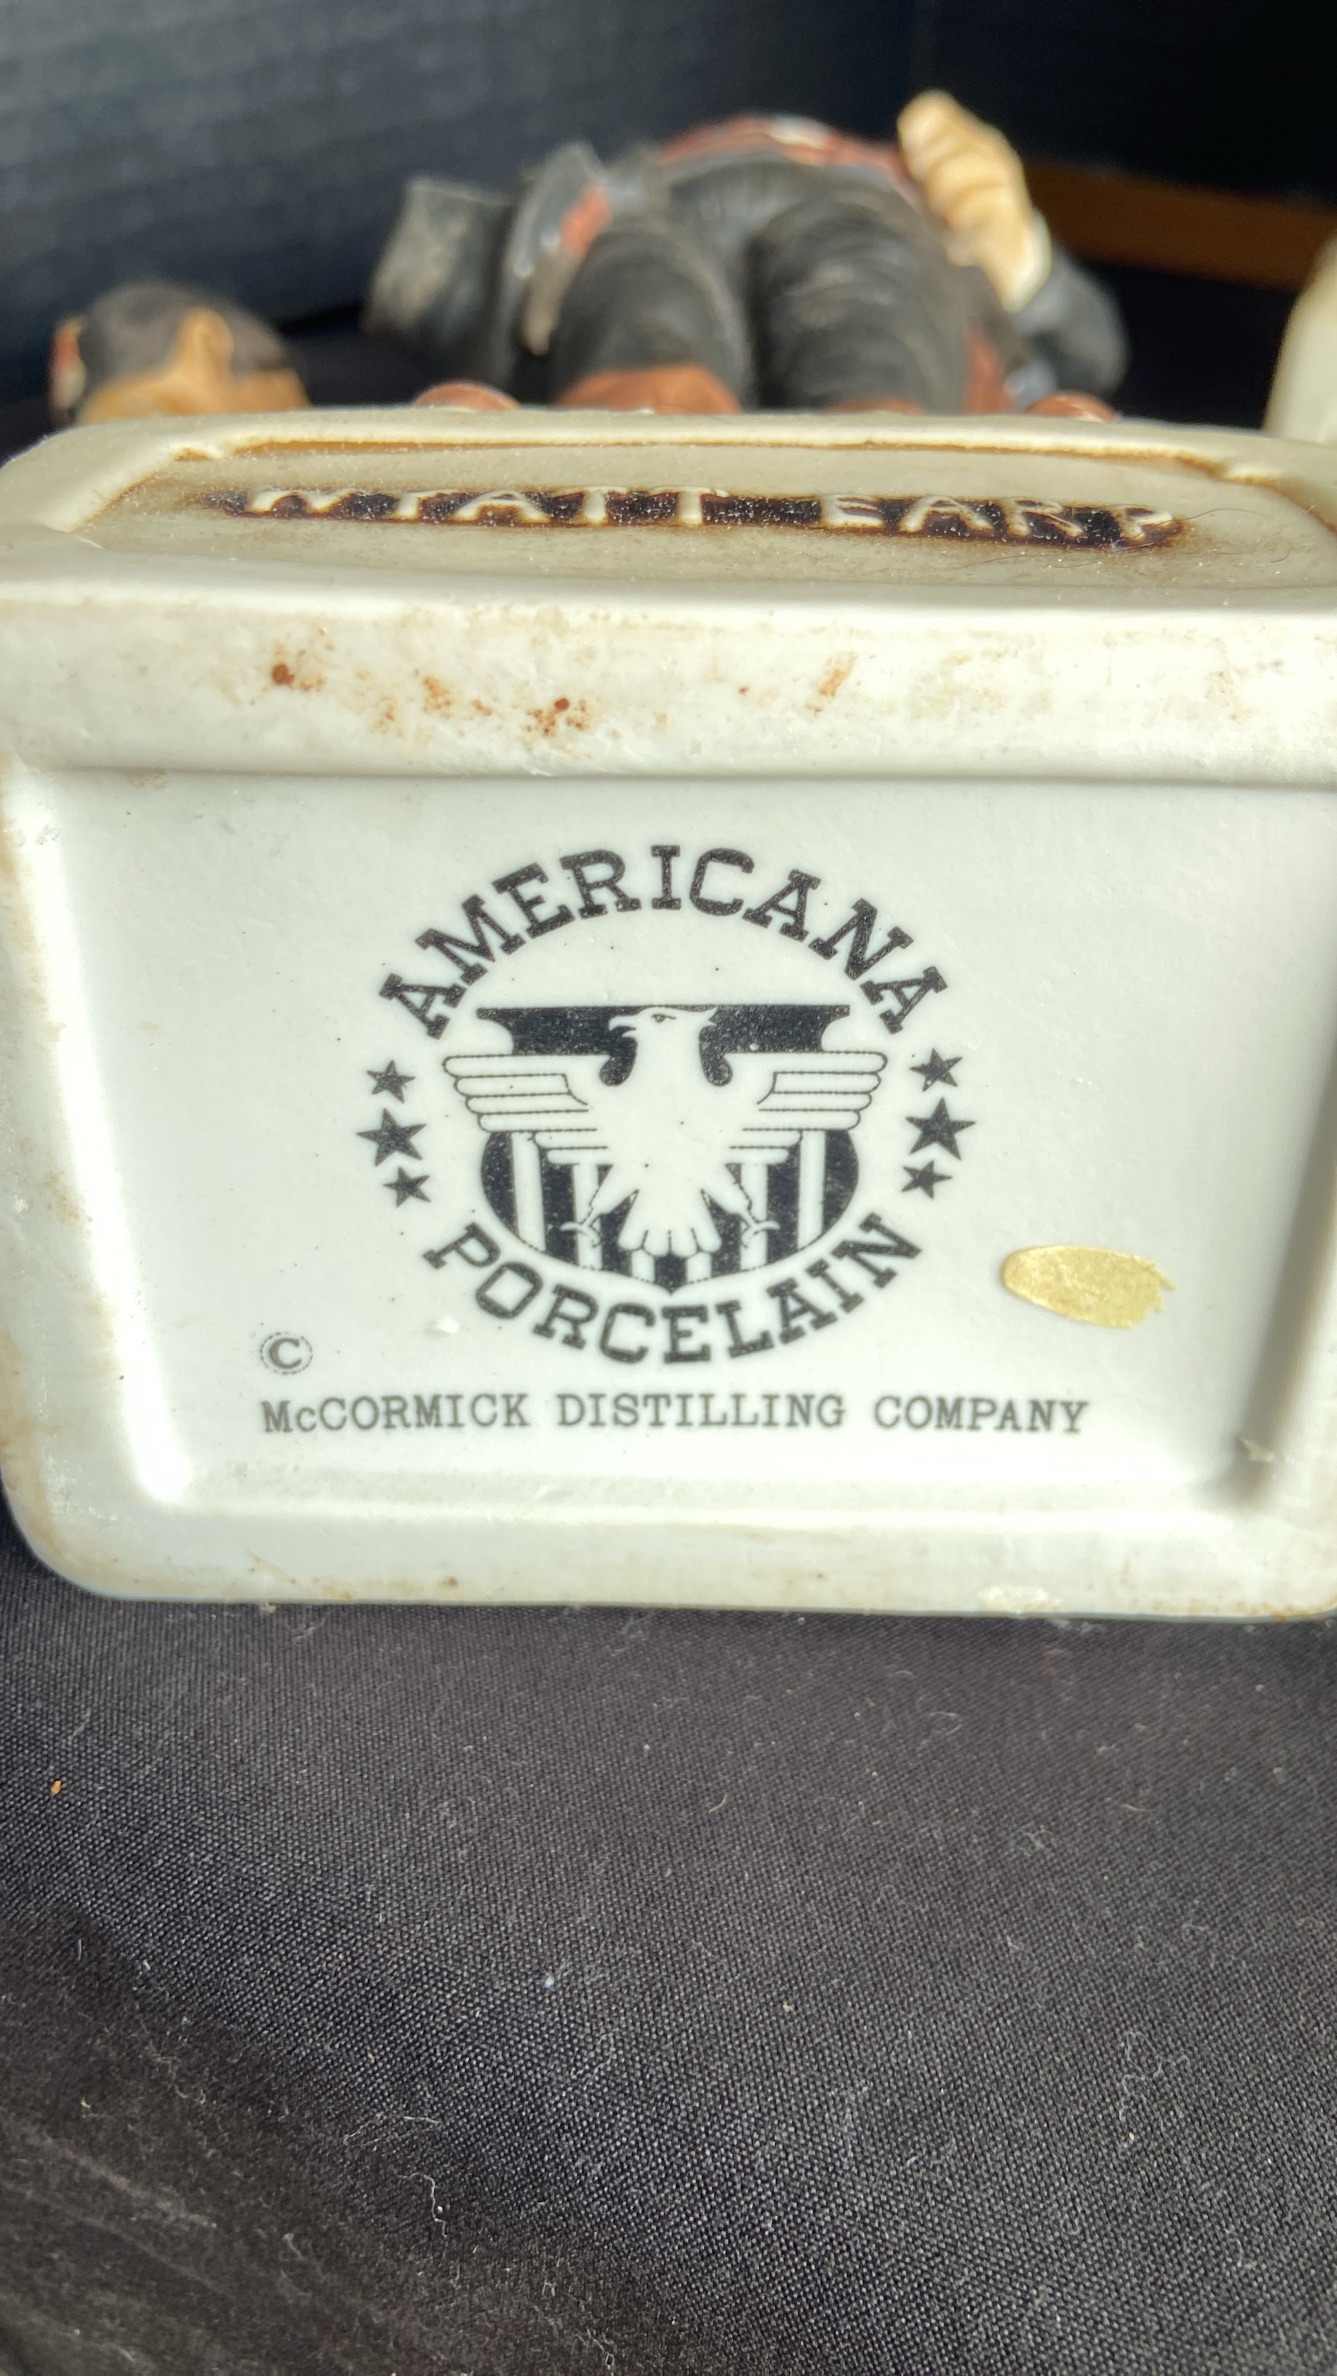 WYATT EARP
AMERICANA
PORCELAIN
©
McCORMICK DISTILLING COMPANY